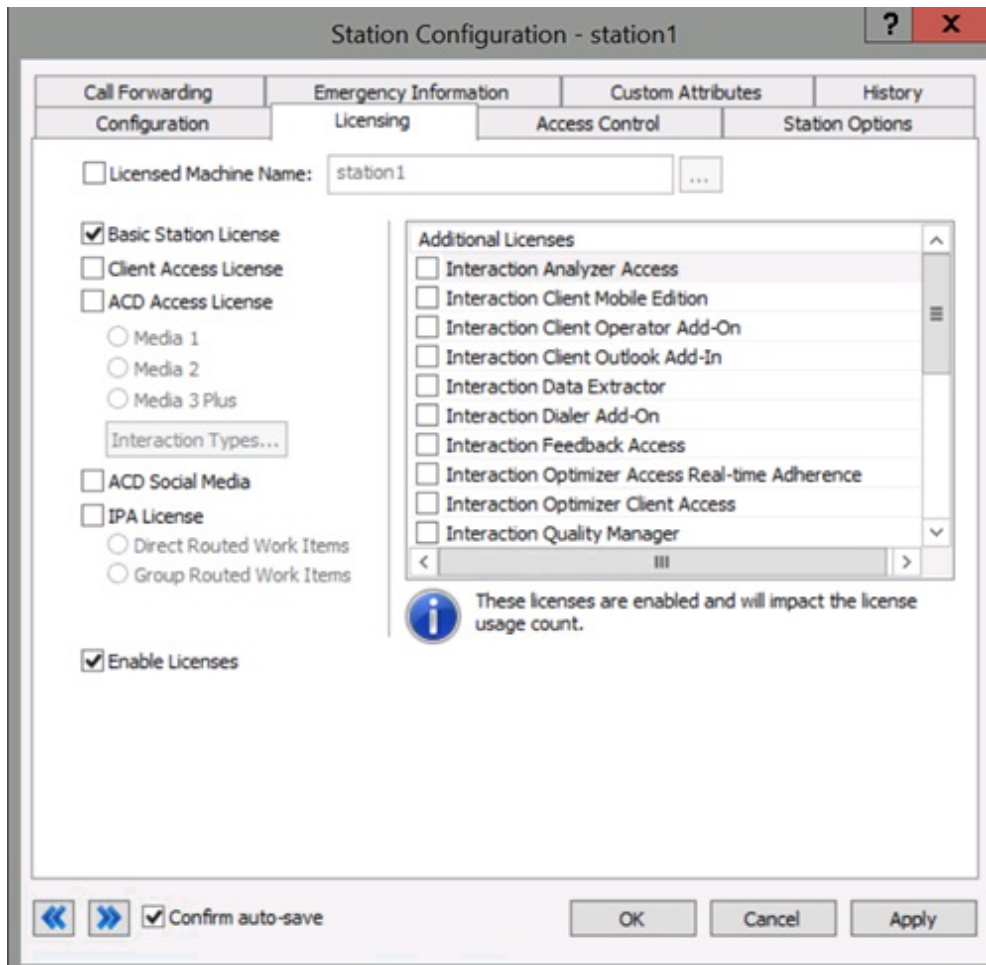 Station Configuration - station1
? X
Call Forwarding Emergency Information Custom Attributes History
Configuration Licensing Access Control Station Options
Licensed Machine Name: station1 ...
Basic Station License
Client Access License
ACD Access License
Media 1
Media 2
Media 3 Plus
Interaction Types...
ACD Social Media
IPA License
Direct Routed Work Items
Group Routed Work Items
Enable Licenses
Additional Licenses
Interaction Analyzer Access
Interaction Client Mobile Edition
Interaction Client Operator Add-On
Interaction Client Outlook Add-In
Interaction Data Extractor
Interaction Dialer Add-On
Interaction Feedback Access
Interaction Optimizer Access Real-time Adherence
Interaction Optimizer Client Access
Interaction Quality Manager
These licenses are enabled and will impact the license
usage count.
Confirm auto-save
OK Cancel Apply